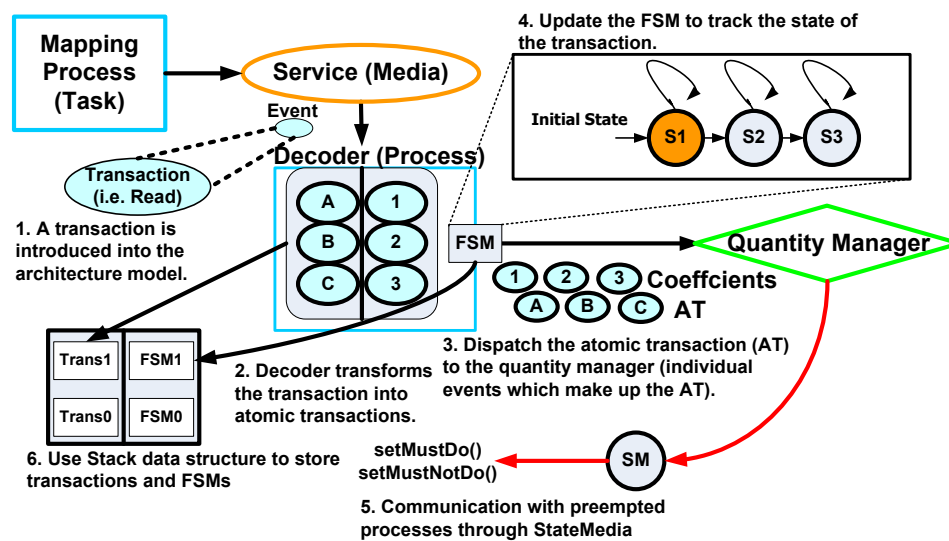 Mapping
Process
(Task)
Service (Media)
4. Update the FSM to track the state of
the transaction.
Initial State
S1
S2
S3
Event
Transaction
(i.e. Read)
Decoder (Process)
A
1
B
2
C
3
FSM
1. A transaction is
introduced into the
architecture model.
Quantity Manager
1 2 3 Coeffcients
A B C AT
3. Dispatch the atomic transaction (AT)
to the quantity manager (individual
events which make up the AT).
2. Decoder transforms
the transaction into
atomic transactions.
Trans1
FSM1
Trans0
FSM0
6. Use Stack data structure to store
transactions and FSMs
setMustDo()
setMustNotDo()
SM
5. Communication with preempted
processes through StateMedia